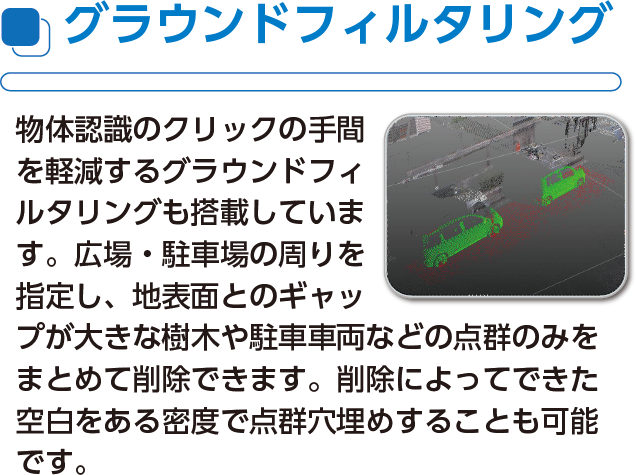 グラウンドフィルタリング
物体認識のクリックの手間
を軽減するグラウンドフィ
ルタリングも搭載していま
す。広場・駐車場の周りを
指定し、地表面とのギャッ
プが大きな樹木や駐車車両などの点群のみを
まとめて削除できます。削除によってできた
空白をある密度で点群穴埋めすることも可能
です。